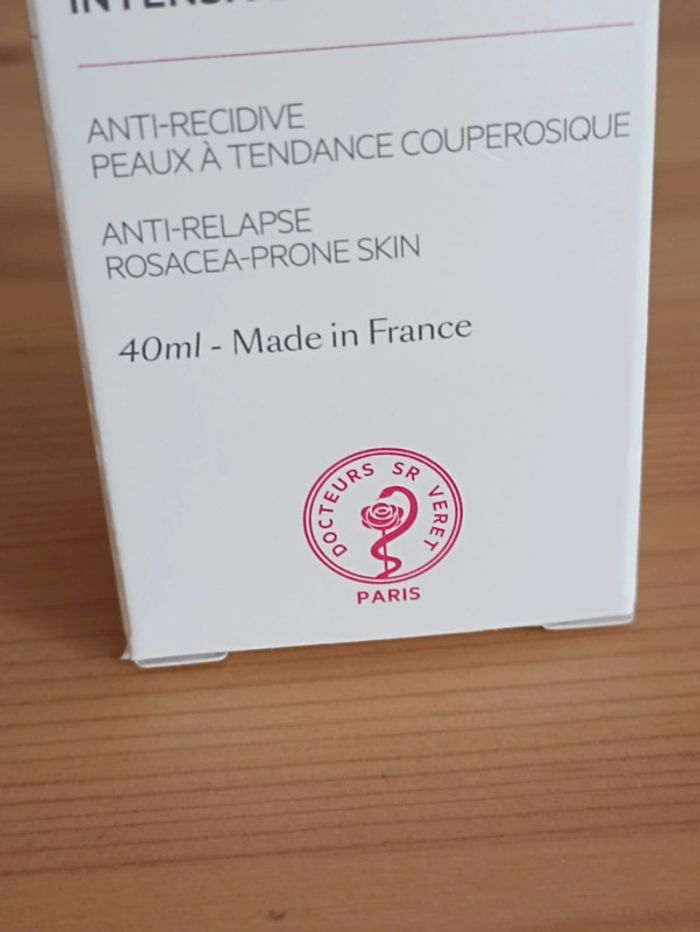 ANTI-RECIDIVE
PEAUX À TENDANCE COUPEROSIQUE
ANTI-RELAPSE
ROSACEA-PRONE SKIN
40ml - Made in France
DOCTEURS SR VERET
PARIS